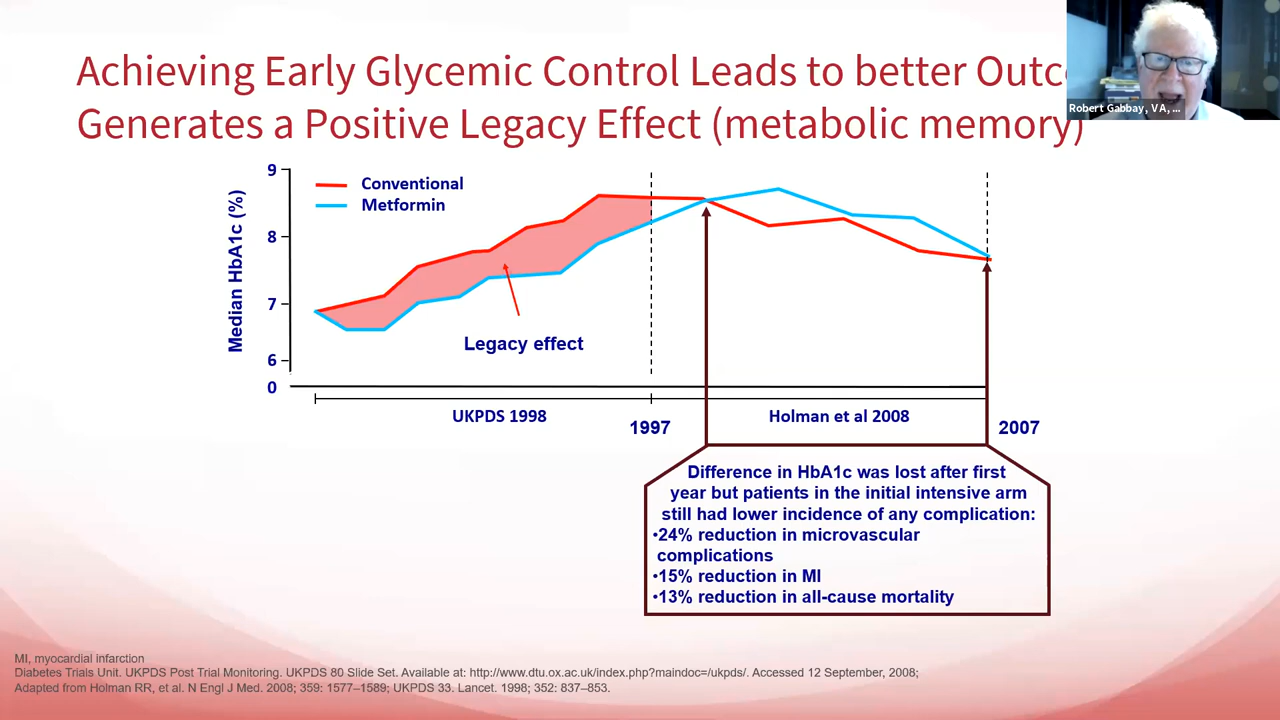 Achieving Early Glycemic Control Leads to better
Generates a Positive Legacy Effect (metabolic memory)
Robert Gabbay, VA, ...
9
8
7
6
0
Median HbA1c (%)
Conventional
Metformin
Legacy effect
UKPDS 1998
1997
Holman et al 2008
2007
Difference in HbA1c was lost after first
year but patients in the initial intensive arm
still had lower incidence of any complication:
•24% reduction in microvascular
complications
•15% reduction in MI
•13% reduction in all-cause mortality
MI, myocardial infarction
Diabetes Trials Unit. UKPDS Post Trial Monitoring. UKPDS 80 Slide Set. Available at: http://www.dtu.ox.ac.uk/index.php?maindoc=/ukpds/. Accessed 12 September, 2008;
Adapted from Holman RR, et al. N Engl J Med. 2008; 359: 1577–1589; UKPDS 33. Lancet. 1998; 352: 837–853.